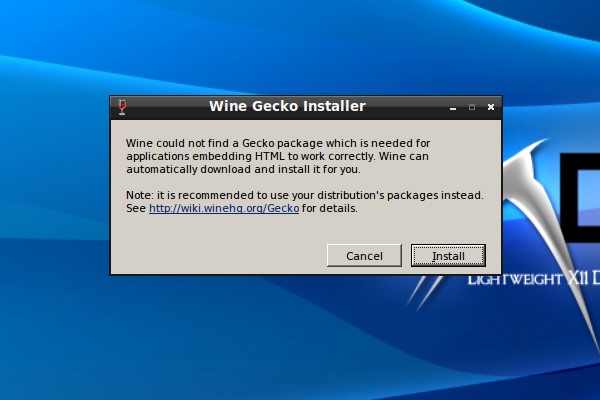 Wine Gecko Installer
Wine could not find a Gecko package which is needed for
applications embedding HTML to work correctly. Wine can
automatically download and install it for you.
Note: it is recommended to use your distribution's packages instead.
See http://wiki.winehq.org/Gecko for details.
Cancel
Install
LIGHTWEIGHT X11 D